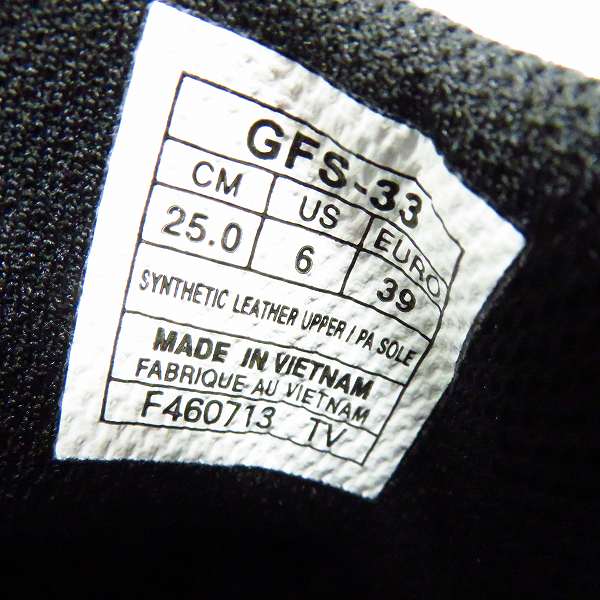 GFS-33
CM US EURO
25.0 6 39
SYNTHETIC LEATHER UPPER / PA SOLE
MADE IN VIETNAM
FABRIQUE AU VIETNAM
F460713 TV